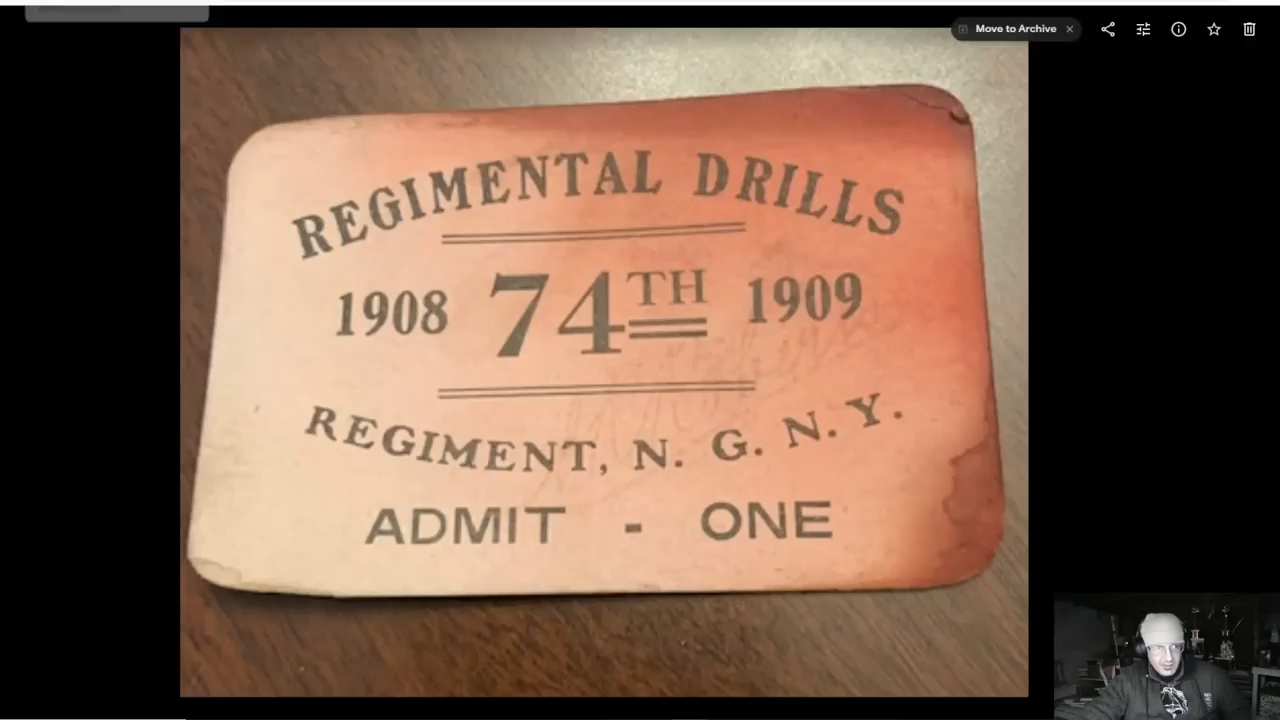 Move to Archive
REGIMENTAL DRILLS
1908 74TH 1909
REGIMENT, N. G. N. Y.
ADMIT - ONE